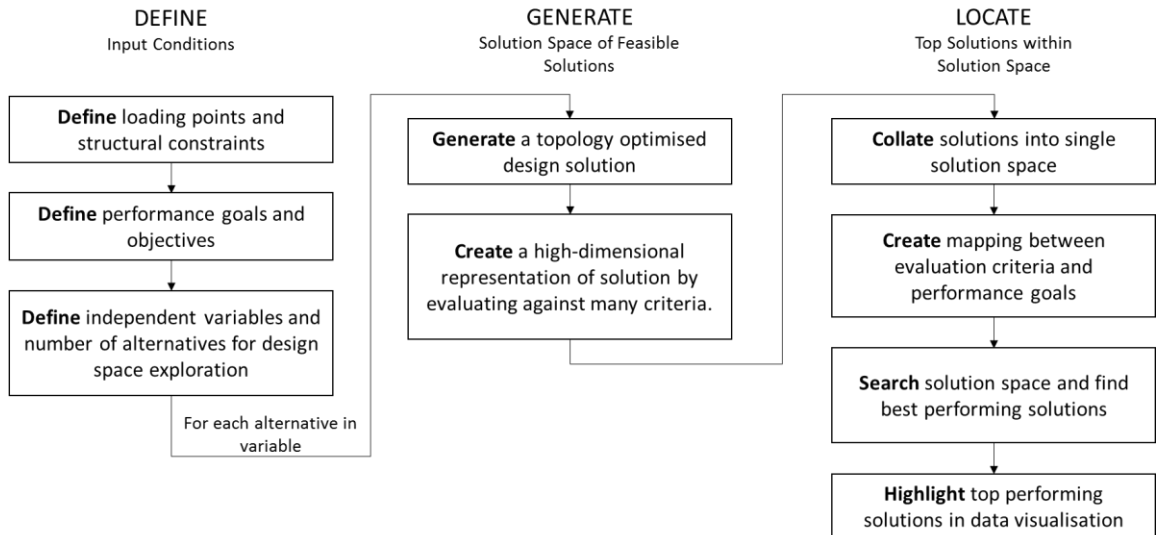 DEFINE
Input Conditions
Define loading points and
structural constraints
Define performance goals and
objectives
Define independent variables and
number of alternatives for design
space exploration
For each alternative in
variable
GENERATE
Solution Space of Feasible
Solutions
Generate a topology optimised
design solution
Create a high-dimensional
representation of solution by
evaluating against many criteria.
LOCATE
Top Solutions within
Solution Space
Collate solutions into single
solution space
Create mapping between
evaluation criteria and
performance goals
Search solution space and find
best performing solutions
Highlight top performing
solutions in data visualisation